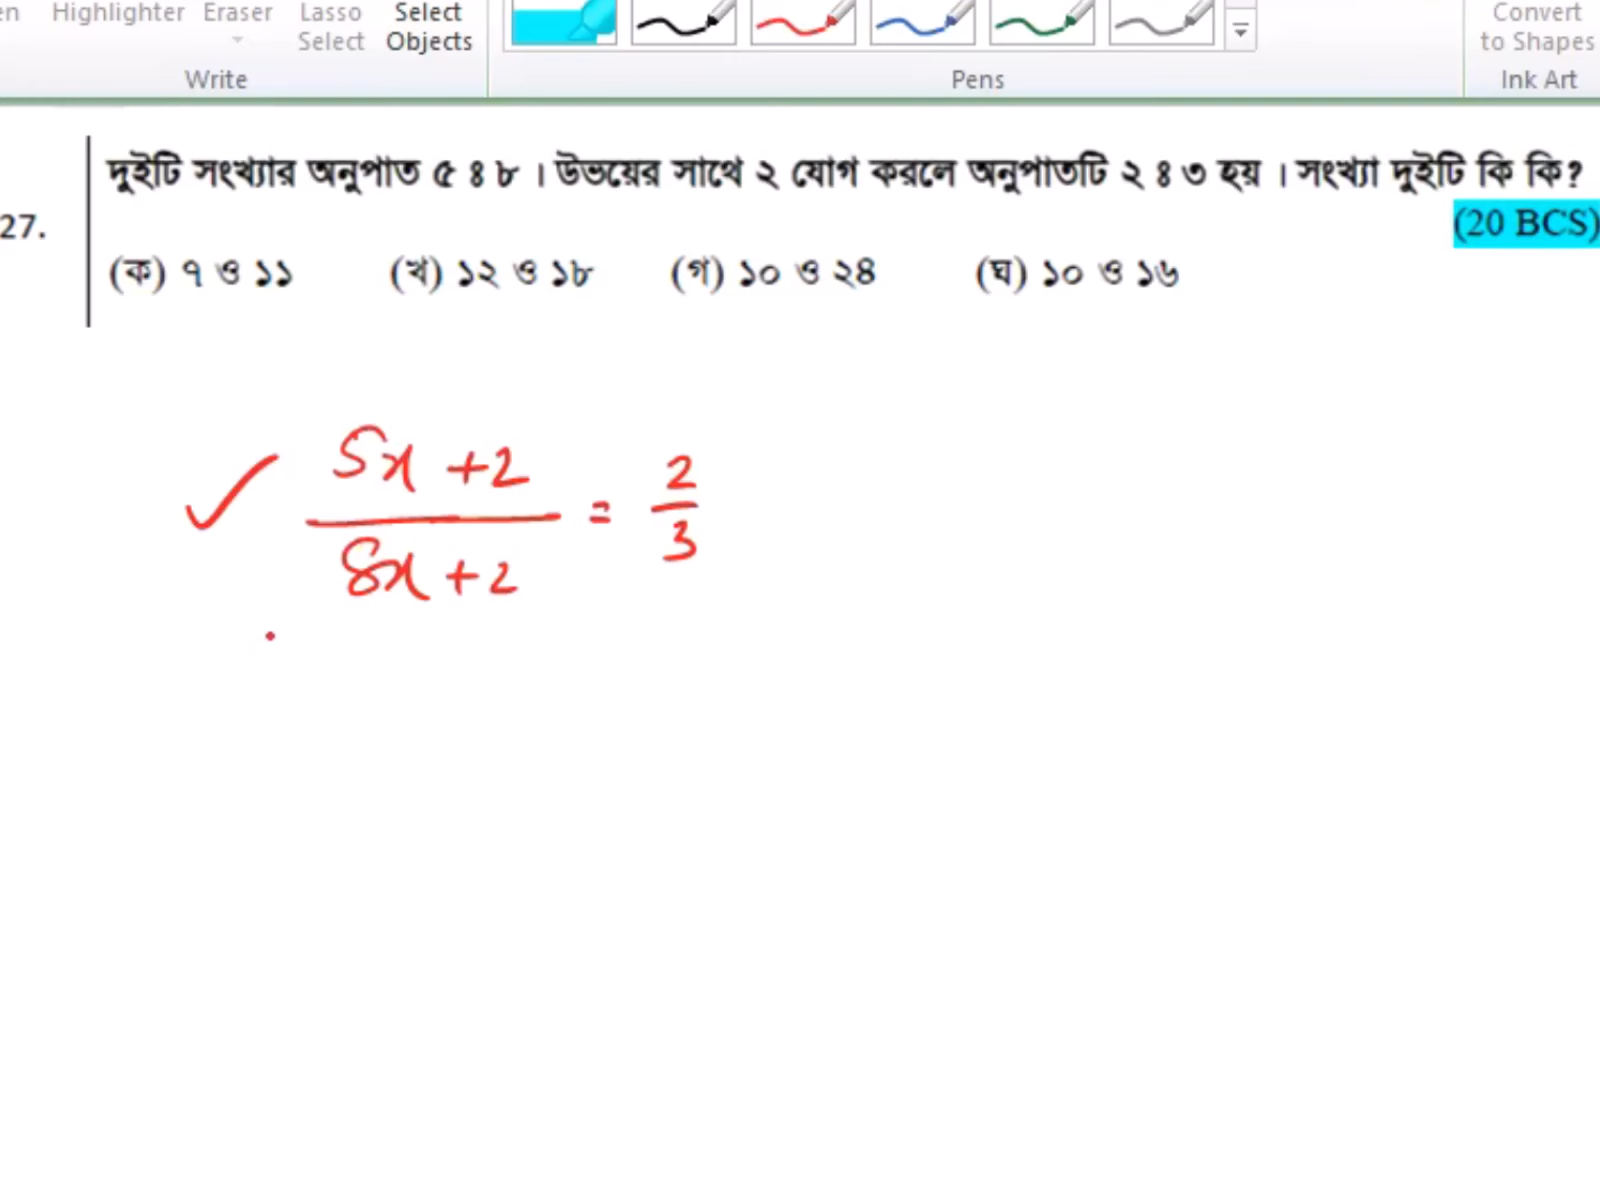 en Highlighter Eraser Lasso Select Select Objects
Convert to Shapes
Write Pens Ink Art
দুইটি সংখ্যার অনুপাত ৫ ঃ ৮ । উভয়ের সাথে ২ যোগ করলে অনুপাতটি ২ ঃ ৩ হয় । সংখ্যা দুইটি কি কি?
27. (20 BCS)
(ক) ৭ ও ১১ (খ) ১২ ও ১৮ (গ) ১০ ও ২৪ (ঘ) ১০ ও ১৬
5x +2 2
= 
8x +2 3